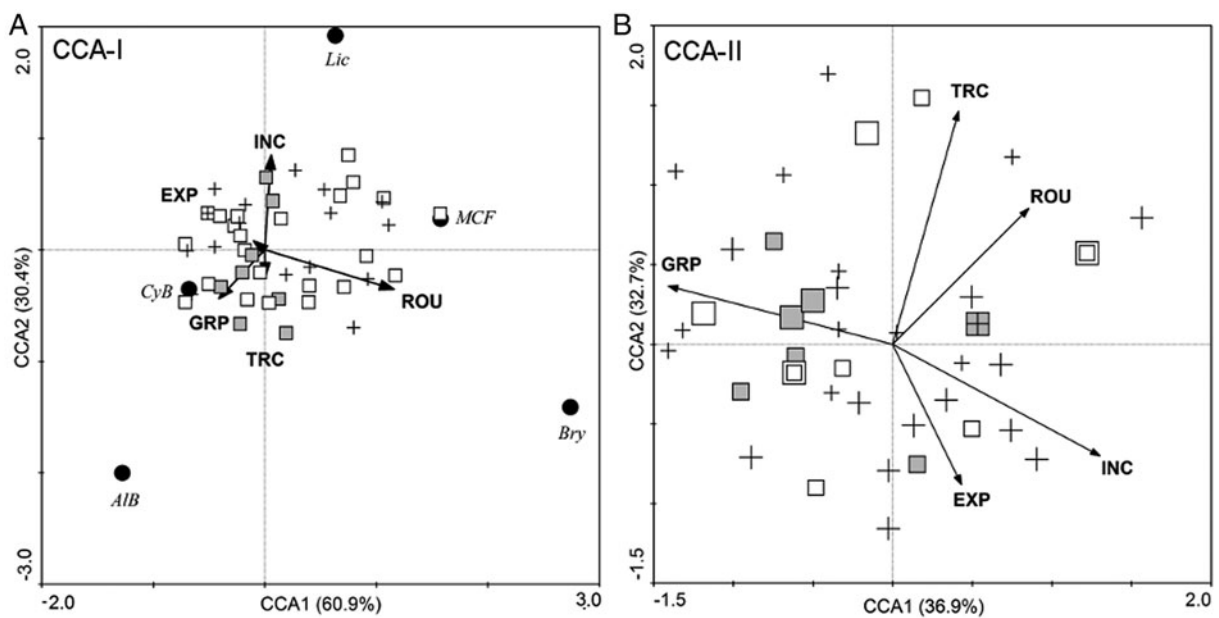 A
CCA-I
2.0
Lic
INC
EXP
MCF
CyB
ROU
GRP
TRC
Bry
AlB
CCA2 (30.4%)
-3.0
-2.0
CCA1 (60.9%)
3.0
B
CCA-II
2.0
TRC
ROU
GRP
INC
EXP
CCA2 (32.7%)
-1.5
-1.5
CCA1 (36.9%)
2.0